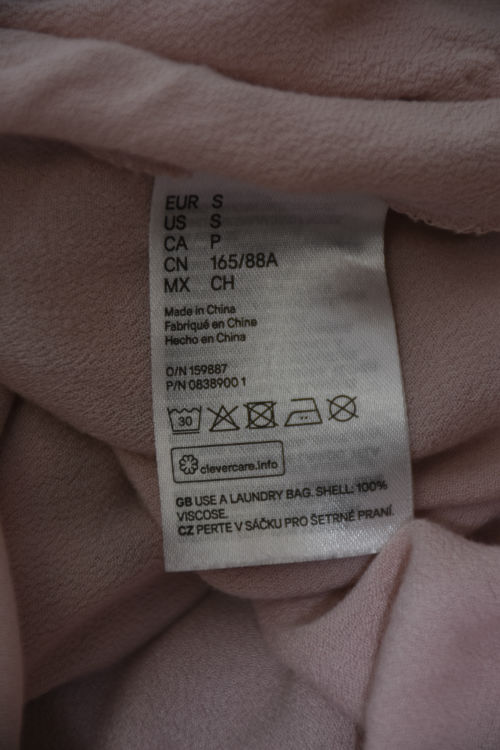 EUR S
US S
CA P
CN 165/88A
MX CH
Made in China
Fabriqué en Chine
Hecho en China
O/N 159887
P/N 0838900 1
30
clevercare.info
GB USE A LAUNDRY BAG. SHELL: 100%
VISCOSE.
CZ PERTE V SÁČKU PRO ŠETRNÉ PRANÍ.